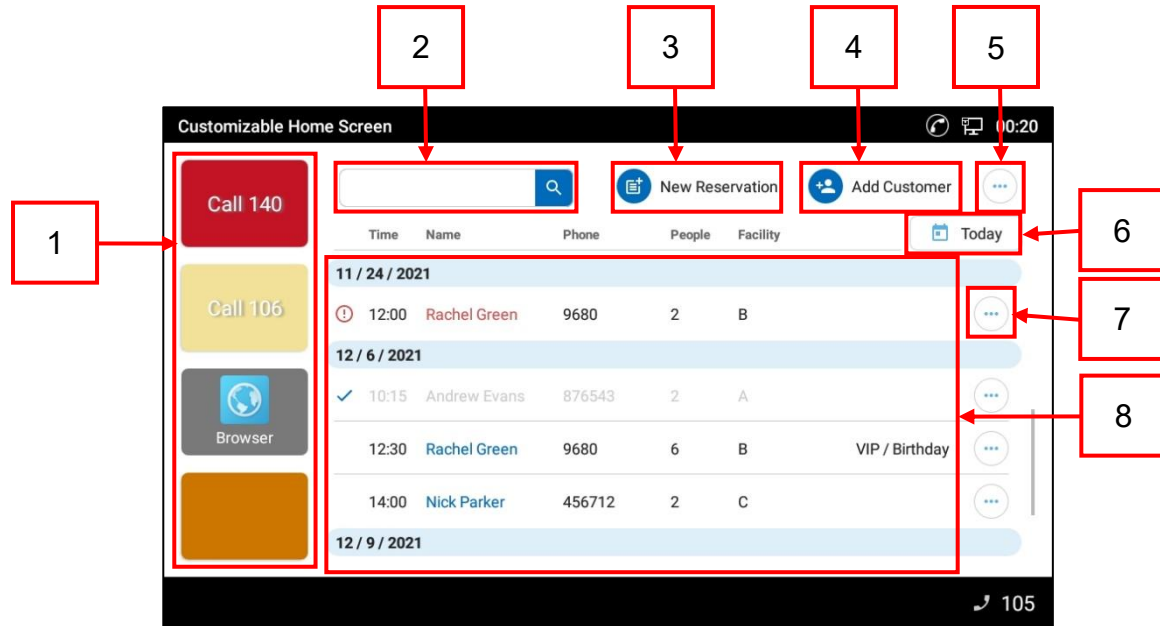 2 3 4 5
Customizable Home Screen 00:20
Call 140
New Reservation Add Customer
1
Time Name Phone People Facility Today
6
11 / 24 / 2021
Call 106
12:00 Rachel Green 9680 2 B
7
12 / 6 / 2021
10:15 Andrew Evans 876543 2 A
8
Browser
12:30 Rachel Green 9680 6 B VIP / Birthday
14:00 Nick Parker 456712 2 C
12 / 9 / 2021
105